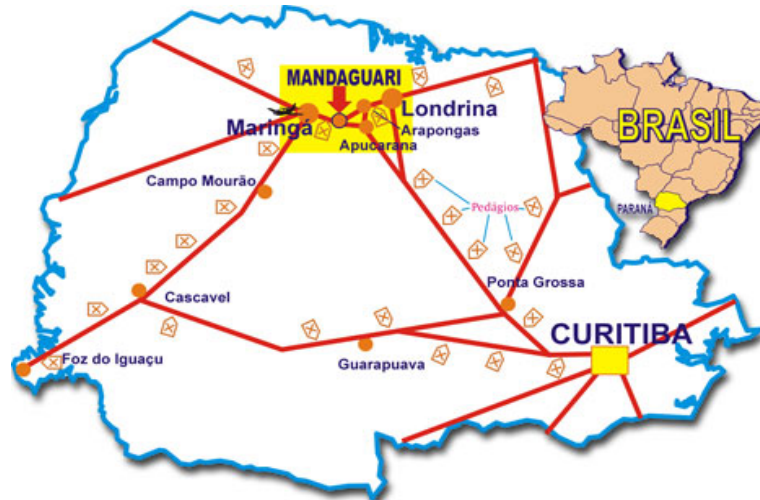 MANDAGUARI
Londrina
Maringá
Arapongas
Apucarana
BRASIL
Campo Mourão
Pedágios
PARANÁ
Ponta Grossa
Cascavel
CURITIBA
Foz do Iguaçu
Guarapuava